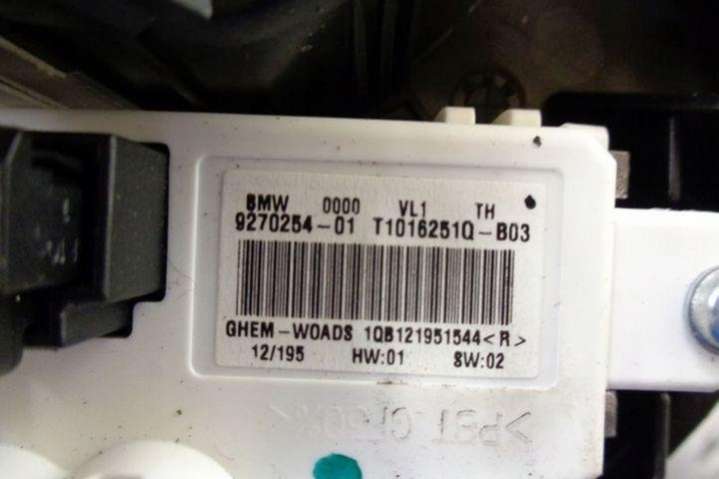 BMW 0000 VL1 TH
9270254-01 T1016251Q-B03
GHEM-WOADS 1QB121951544<R>
12/195 HW:01 SW:02